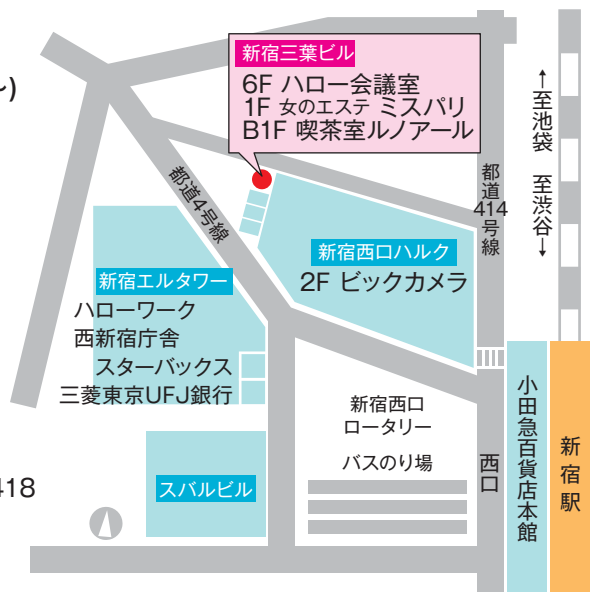 ~)
新宿三葉ビル
6F ハロー会議室
1F 女のエステ ミスパリ
B1F 喫茶室ルノアール
都道4号線
都道414号線
←至池袋 至渋谷→
新宿西口ハルク
2F ビックカメラ
新宿エルタワー
ハローワーク
西新宿庁舎
スターバックス
三菱東京UFJ銀行
新宿西口
ロータリー
バスのり場
西口
小田急百貨店本館
新宿駅
スバルビル
418